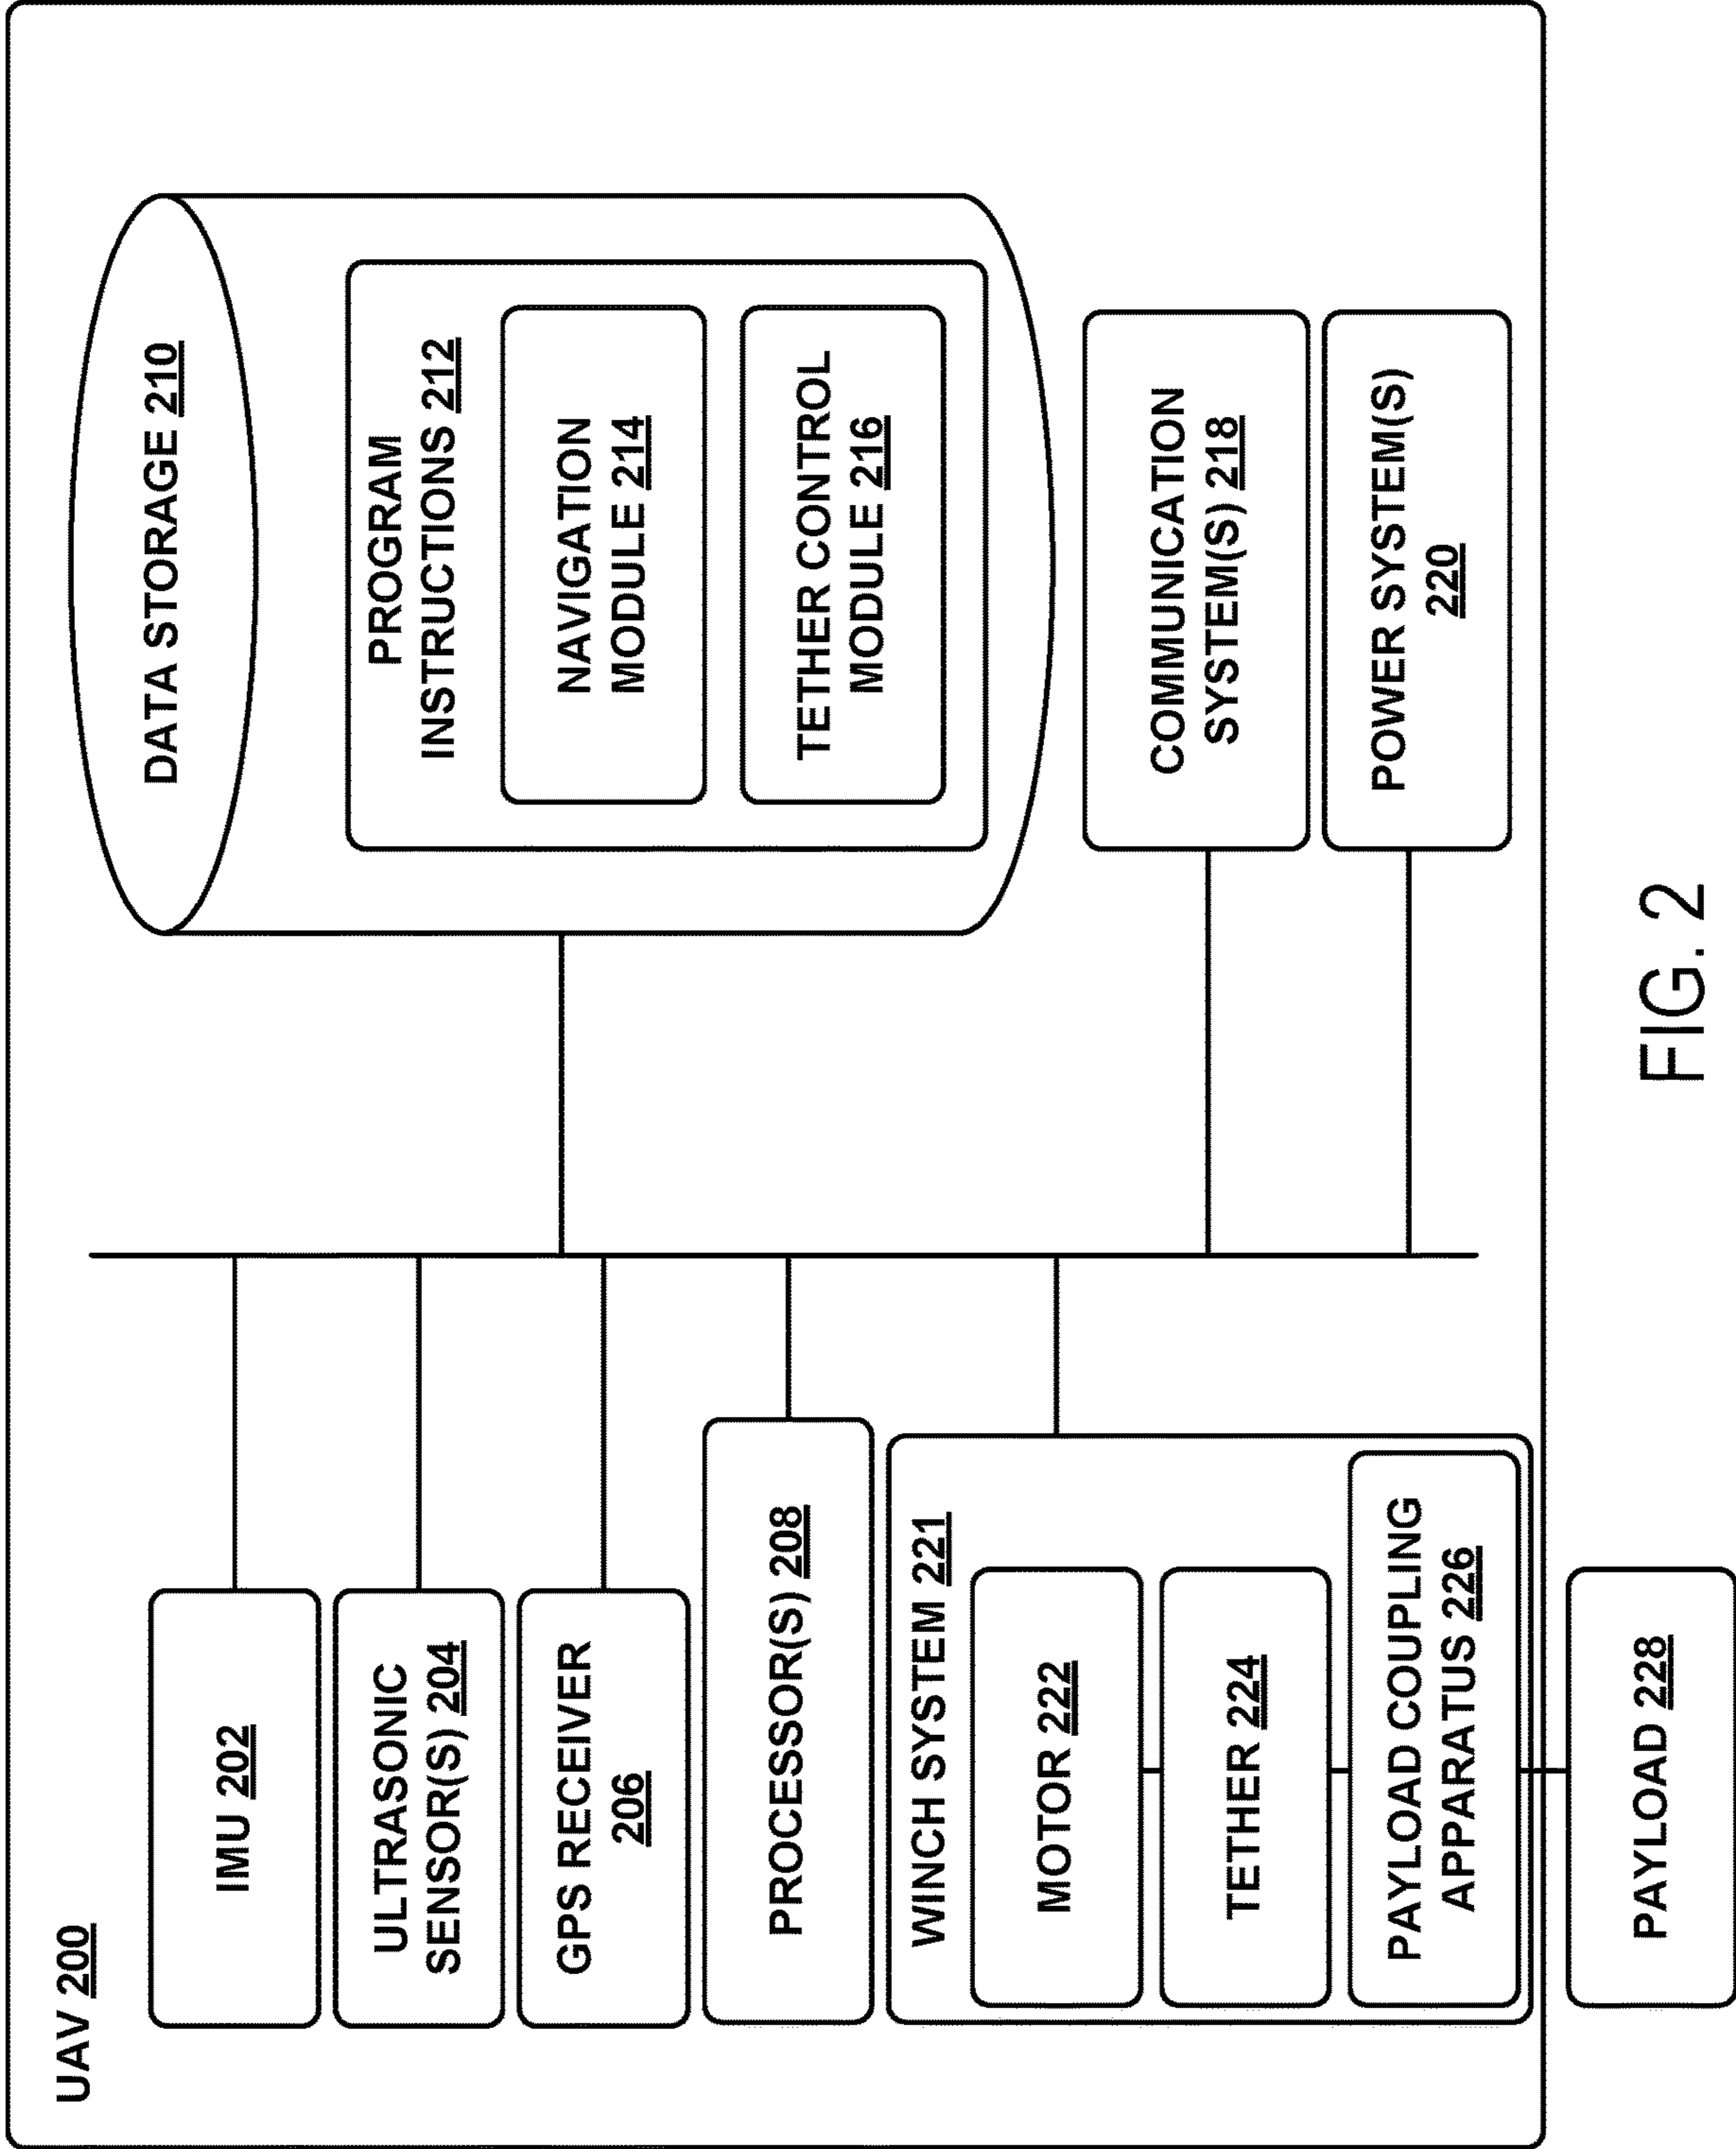 UAV 200
IMU 202
ULTRASONIC
SENSOR(S) 204
GPS RECEIVER
206
PROCESSOR(S) 208
WINCH SYSTEM 221
MOTOR 222
TETHER 224
PAYLOAD COUPLING
APPARATUS 226
PAYLOAD 228
DATA STORAGE 210
PROGRAM
INSTRUCTIONS 212
NAVIGATION
MODULE 214
TETHER CONTROL
MODULE 216
COMMUNICATION
SYSTEM(S) 218
POWER SYSTEM(S)
220
FIG. 2